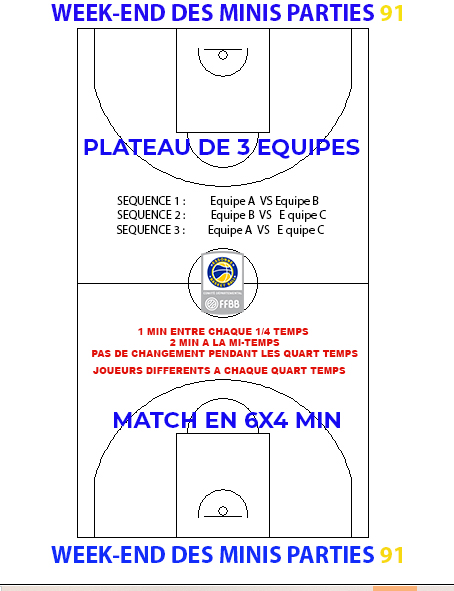 WEEK-END DES MINIS PARTIES 91
PLATEAU DE 3 EQUIPES
SEQUENCE 1 : Equipe A VS Equipe B
SEQUENCE 2 : Equipe B VS E quipe C
SEQUENCE 3 : Equipe A VS E quipe C
FFBB
1 MIN ENTRE CHAQUE 1/4 TEMPS
2 MIN A LA MI-TEMPS
PAS DE CHANGEMENT PENDANT LES QUART TEMPS
JOUEURS DIFFERENTS A CHAQUE QUART TEMPS
MATCH EN 6X4 MIN
WEEK-END DES MINIS PARTIES 91